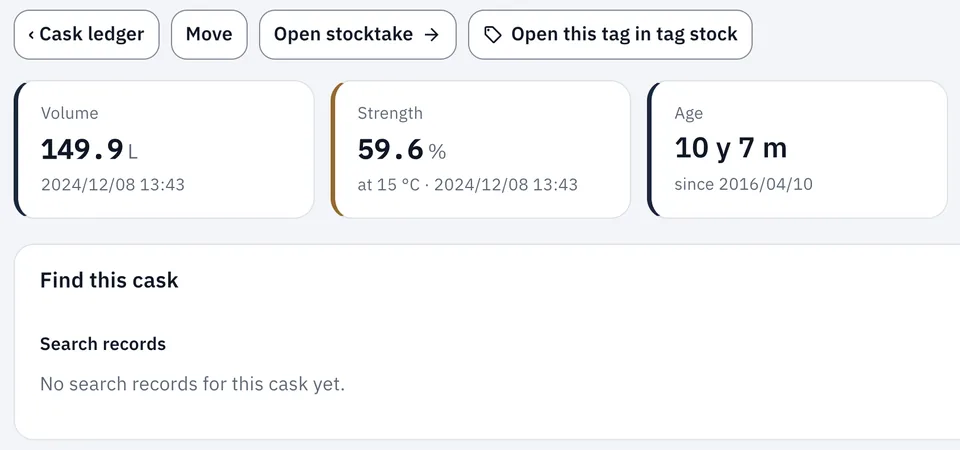 ‹ Cask ledger Move Open stocktake → Open this tag in tag stock
Volume Strength Age
149.9 L 59.6 % 10 y 7 m
2024/12/08 13:43 at 15 °C · 2024/12/08 13:43 since 2016/04/10
Find this cask
Search records
No search records for this cask yet.